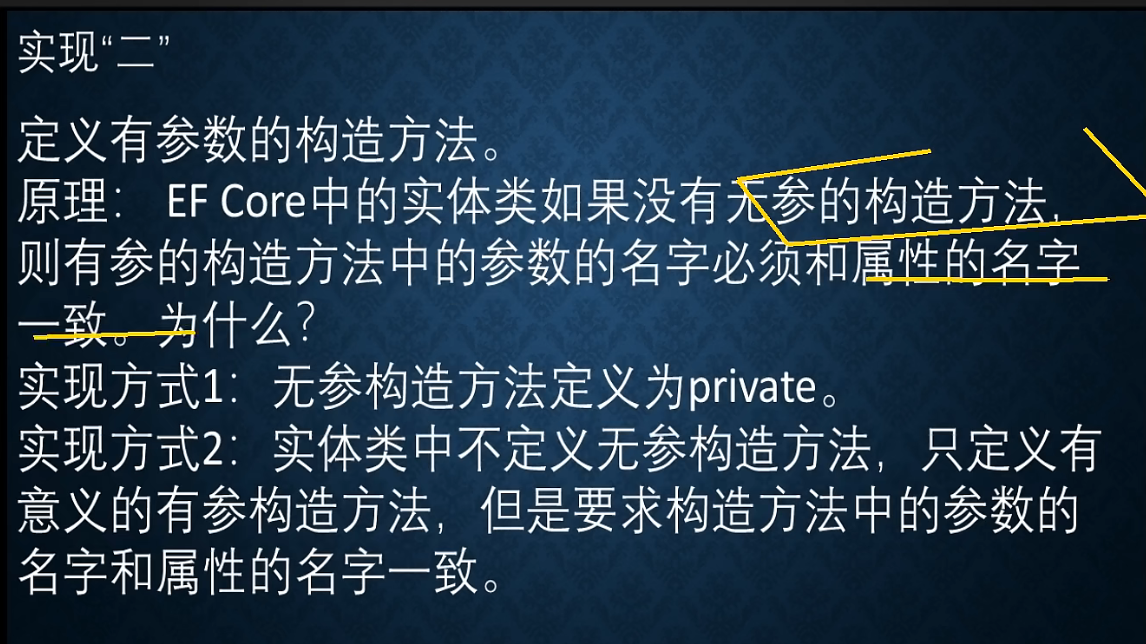 实现“二”
定义有参数的构造方法。
原理： EF Core中的实体类如果没有无参的构造方法，
则有参的构造方法中的参数的名字必须和属性的名字
一致。为什么?
实现方式1：无参构造方法定义为private。
实现方式2：实体类中不定义无参构造方法，只定义有
意义的有参构造方法，但是要求构造方法中的参数的
名字和属性的名字一致。